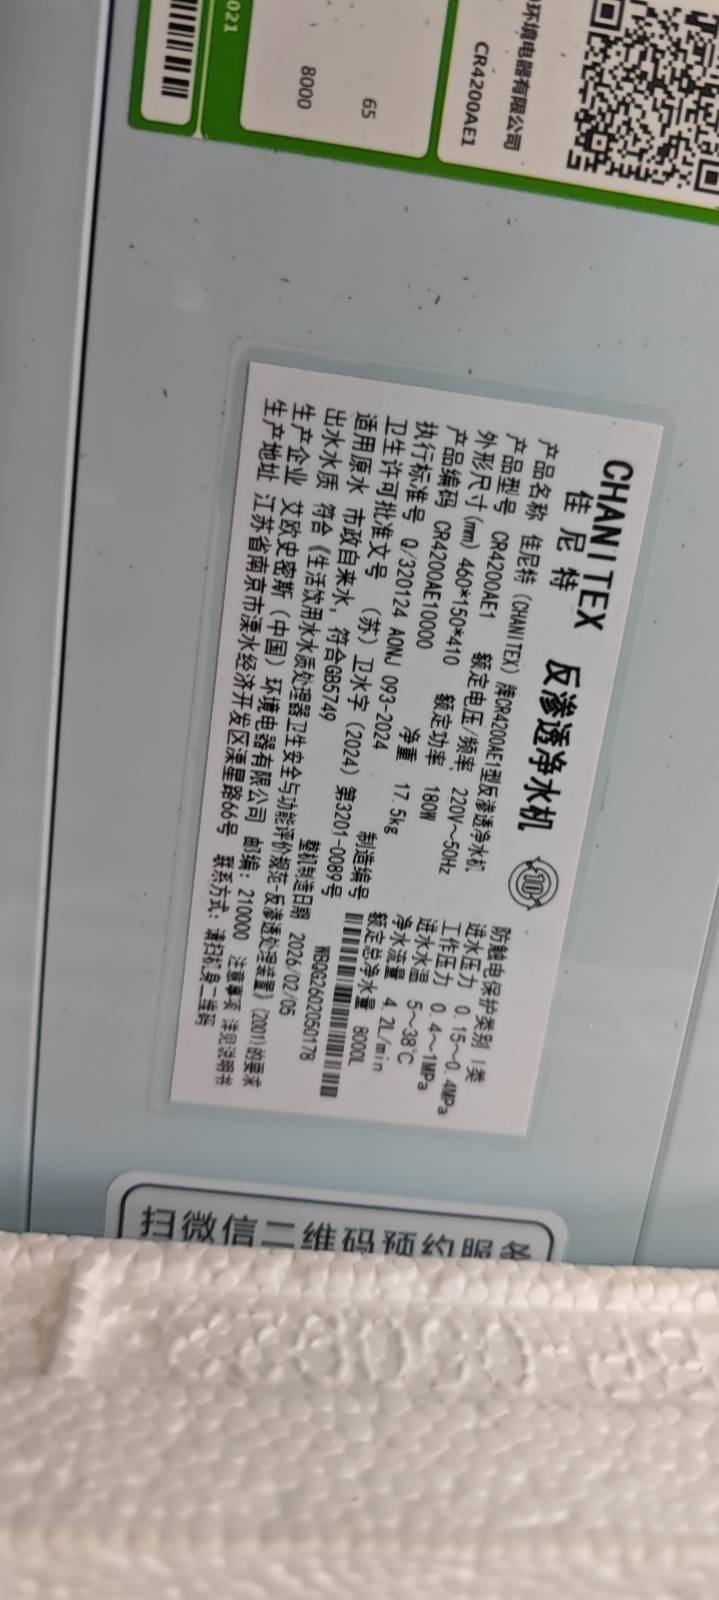 021
8000
65
环境电器有限公司
CR4200AE1
CHANITEX
佳尼特 反渗透净水机
10
产品名称 佳尼特(CHANITEX)牌CR4200AE1型反渗透净水机
产品型号 CR4200AE1 额定电压/频率 220V~50Hz 防触电保护类别 I类
外形尺寸(mm) 460*150*410 额定功率 180W 进水压力 0.15~0.4MPa
产品编码 CR4200AE10000 净重 17.5kg 工作压力 0.4~1MPa
执行标准号 Q/320124 AONJ 093-2024 进水水温 5~38℃
卫生许可批准文号 (苏)卫水字(2024)第3201-0089号 净水流量 4.2L/min
适用原水 市政自来水,符合GB5749 制造编号 额定总净水量 8000L
出水水质 符合《生活饮用水水质处理器卫生安全与功能评价规范-反渗透处理装置》(2001)的要求
WBQG2602050178
整机制造日期 2026/02/05
生产企业 艾欧史密斯(中国)环境电器有限公司 邮编:210000 注意事项 详见说明书
生产地址 江苏省南京市溧水经济开发区溧星路66号 联系方式:请扫机身二维码
扫微信二维码预约服务